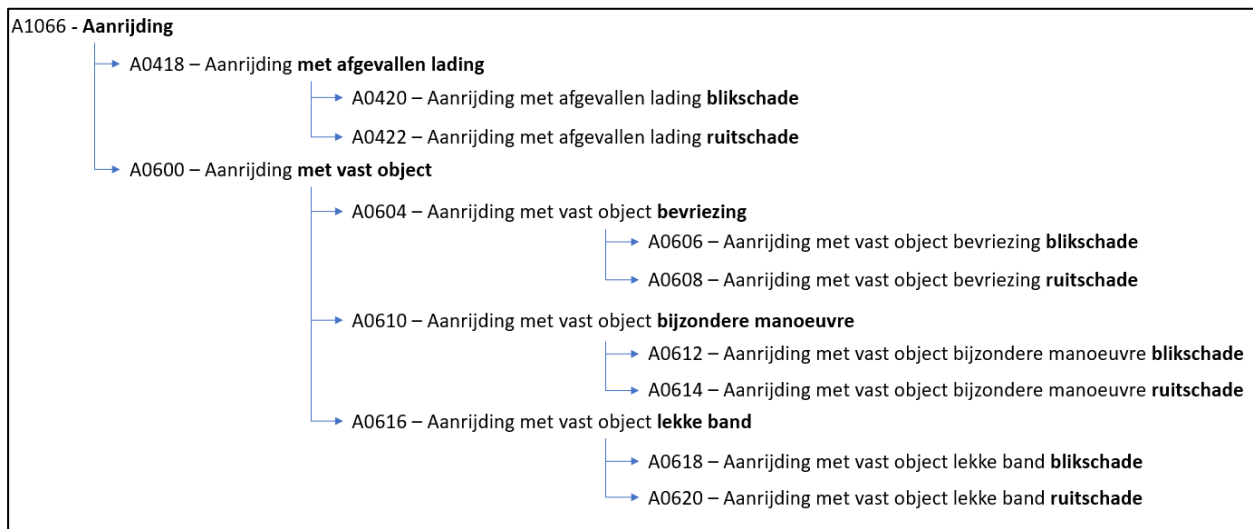 A1066 - Aanrijding
A0418 – Aanrijding met afgevallen lading
A0420 – Aanrijding met afgevallen lading blikschade
A0422 – Aanrijding met afgevallen lading ruitschade
A0600 – Aanrijding met vast object
A0604 – Aanrijding met vast object bevriezing
A0606 – Aanrijding met vast object bevriezing blikschade
A0608 – Aanrijding met vast object bevriezing ruitschade
A0610 – Aanrijding met vast object bijzondere manoeuvre
A0612 – Aanrijding met vast object bijzondere manoeuvre blikschade
A0614 – Aanrijding met vast object bijzondere manoeuvre ruitschade
A0616 – Aanrijding met vast object lekke band
A0618 – Aanrijding met vast object lekke band blikschade
A0620 – Aanrijding met vast object lekke band ruitschade